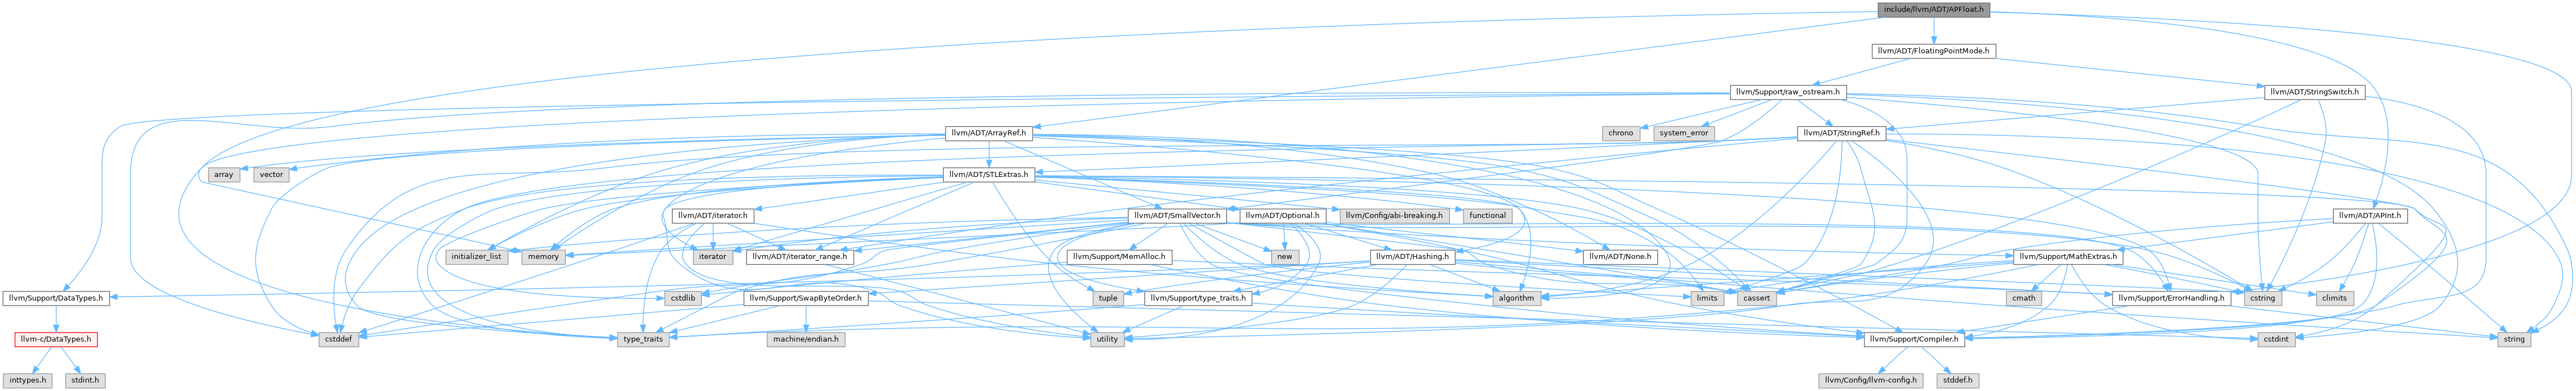 include/llvm/ADT/APFloat.h
llvm/ADT/FloatingPointMode.h
llvm/Support/raw_ostream.h
llvm/ADT/StringSwitch.h
chrono
system_error
llvm/ADT/ArrayRef.h
llvm/ADT/StringRef.h
array
vector
llvm/ADT/STLExtras.h
llvm/ADT/iterator.h
llvm/ADT/SmallVector.h
llvm/ADT/Optional.h
llvm/Config/abi-breaking.h
functional
llvm/ADT/APInt.h
initializer_list
memory
iterator
llvm/ADT/iterator_range.h
llvm/Support/MemAlloc.h
new
llvm/ADT/Hashing.h
llvm/ADT/None.h
llvm/Support/MathExtras.h
llvm/Support/DataTypes.h
cstdlib
llvm/Support/SwapByteOrder.h
tuple
llvm/Support/type_traits.h
algorithm
limits
cassert
cmath
llvm/Support/ErrorHandling.h
cstring
climits
llvm-c/DataTypes.h
cstddef
type_traits
machine/endian.h
utility
llvm/Support/Compiler.h
cstdint
string
inttypes.h
stdint.h
llvm/Config/llvm-config.h
stddef.h